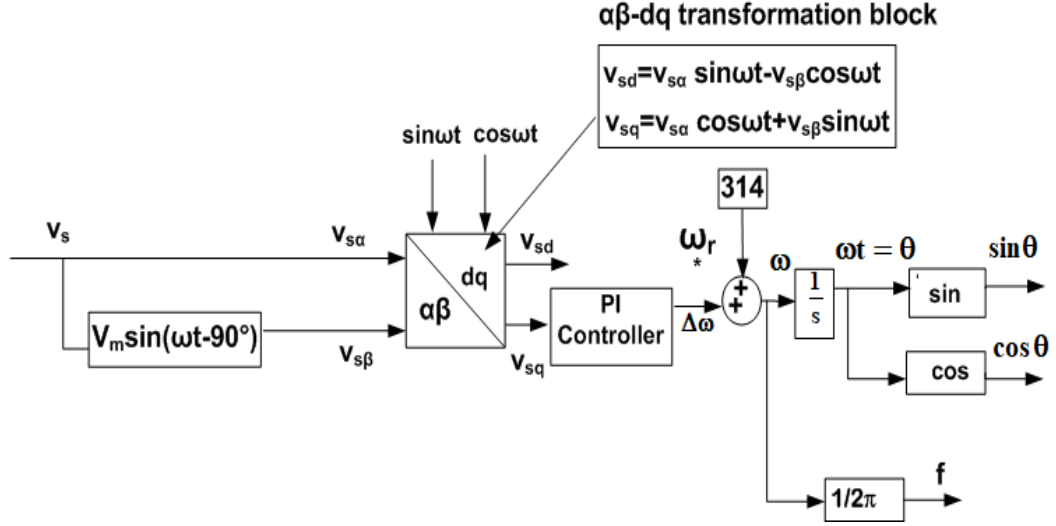 αβ-dq transformation block
vsd=vsα sinωt-vsβcosωt
vsq=vsα cosωt+vsβsinωt
sinωt cosωt
314
vs
vsα
vsd
ωr
*
ω
ωt = θ
sinθ
dq
αβ
PI
Controller
+
+
1
s
sin
Vmsin(ωt-90°)
vsβ
vsq
Δω
cosθ
cos
f
1/2π